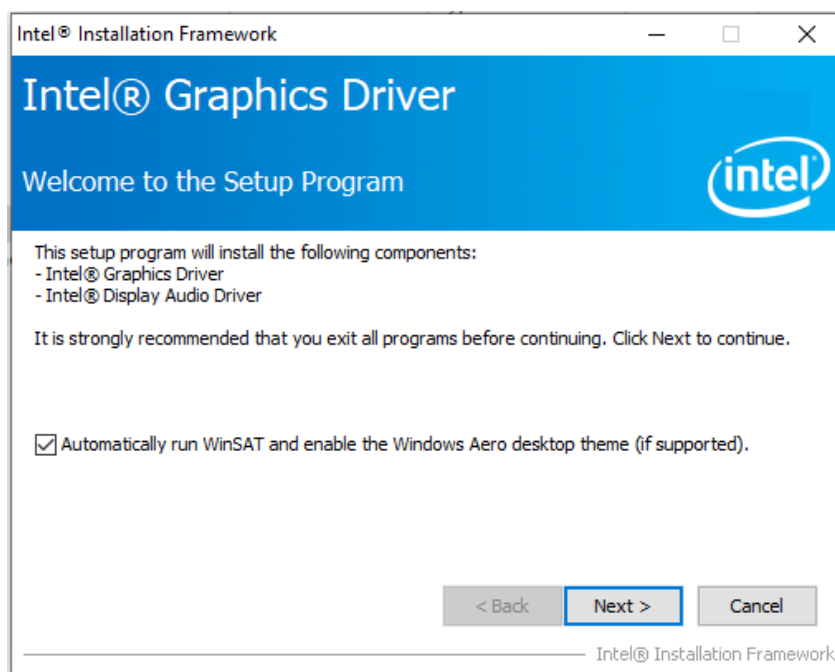 Intel® Installation Framework
Intel® Graphics Driver
Welcome to the Setup Program
intel
This setup program will install the following components:
- Intel® Graphics Driver
- Intel® Display Audio Driver
It is strongly recommended that you exit all programs before continuing. Click Next to continue.
Automatically run WinSAT and enable the Windows Aero desktop theme (if supported).
< Back Next > Cancel
Intel® Installation Framework